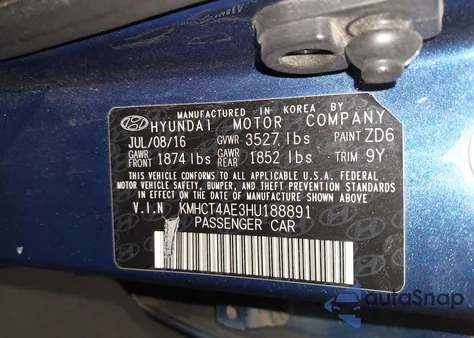 MANUFACTURED IN KOREA BY
HYUNDAI MOTOR COMPANY
JUL/08/16 GVWR 3527 lbs PAINT ZD6
GAWR FRONT 1874 lbs GAWR REAR 1852 lbs TRIM 9Y
THIS VEHICLE CONFORMS TO ALL APPLICABLE U.S.A. FEDERAL
MOTOR VEHICLE SAFETY, BUMPER, AND THEFT PREVENTION STANDARDS
IN EFFECT ON THE DATE OF MANUFACTURE SHOWN ABOVE.
V.I.N KMHCT4AE3HU188891
PASSENGER CAR
autoSnap